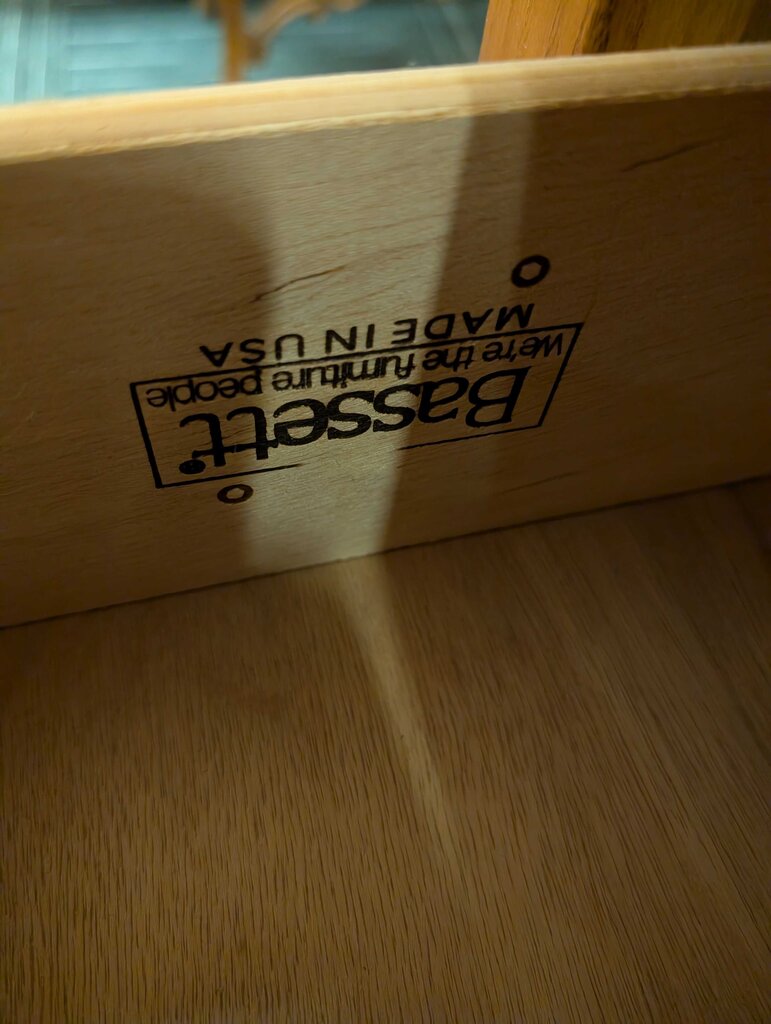 Bassett
We're the furniture people
MADE IN USA